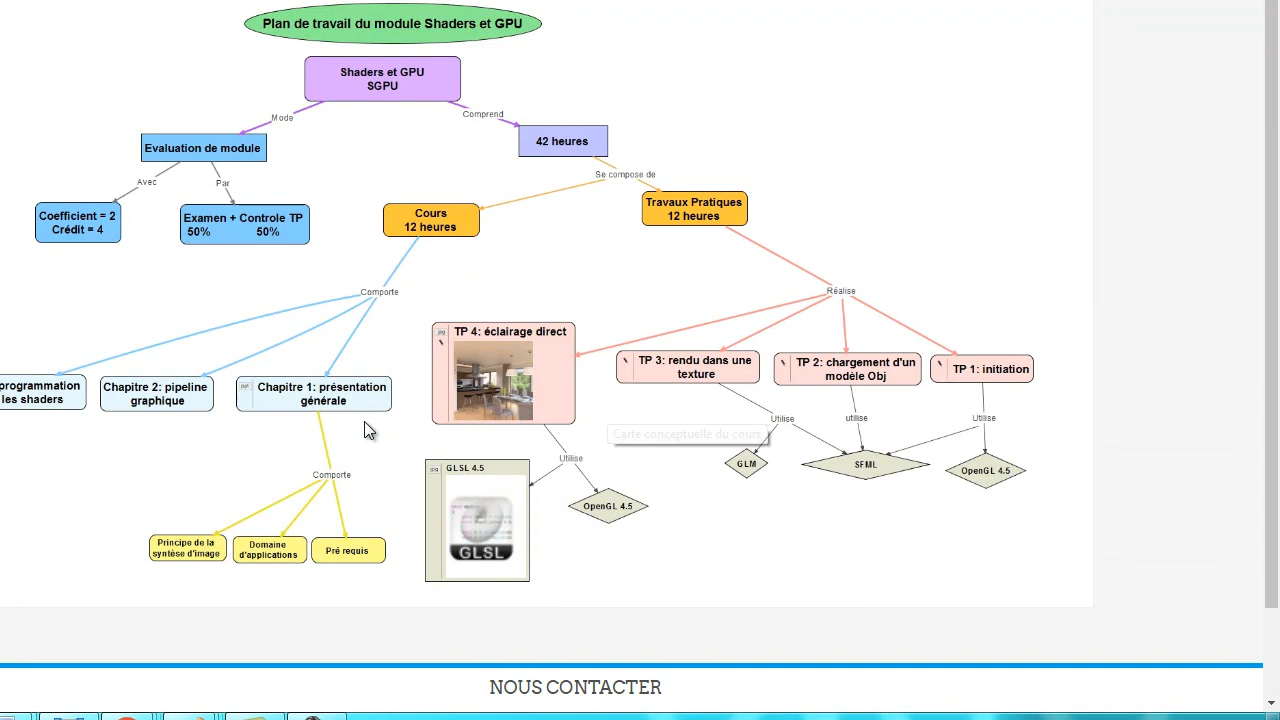 Plan de travail du module Shaders et GPU
Shaders et GPU
SGPU
Mode
Comprend
Evaluation de module
42 heures
Avec
Par
Se compose de
Coefficient = 2
Crédit = 4
Examen + Controle TP
50% 50%
Cours
12 heures
Travaux Pratiques
12 heures
Comporte
Réalise
TP 4: éclairage direct
TP 3: rendu dans une
texture
TP 2: chargement d'un
modèle Obj
TP 1: initiation
programmation
les shaders
Chapitre 2: pipeline
graphique
Chapitre 1: présentation
générale
Utilise
utilise
Utilise
Carte conceptuelle du cours
GLM
SFML
OpenGL 4.5
Comporte
Utilise
GLSL 4.5
GLSL
OpenGL 4.5
Principe de la
syntèse d'image
Domaine
d'applications
Pré requis
NOUS CONTACTER